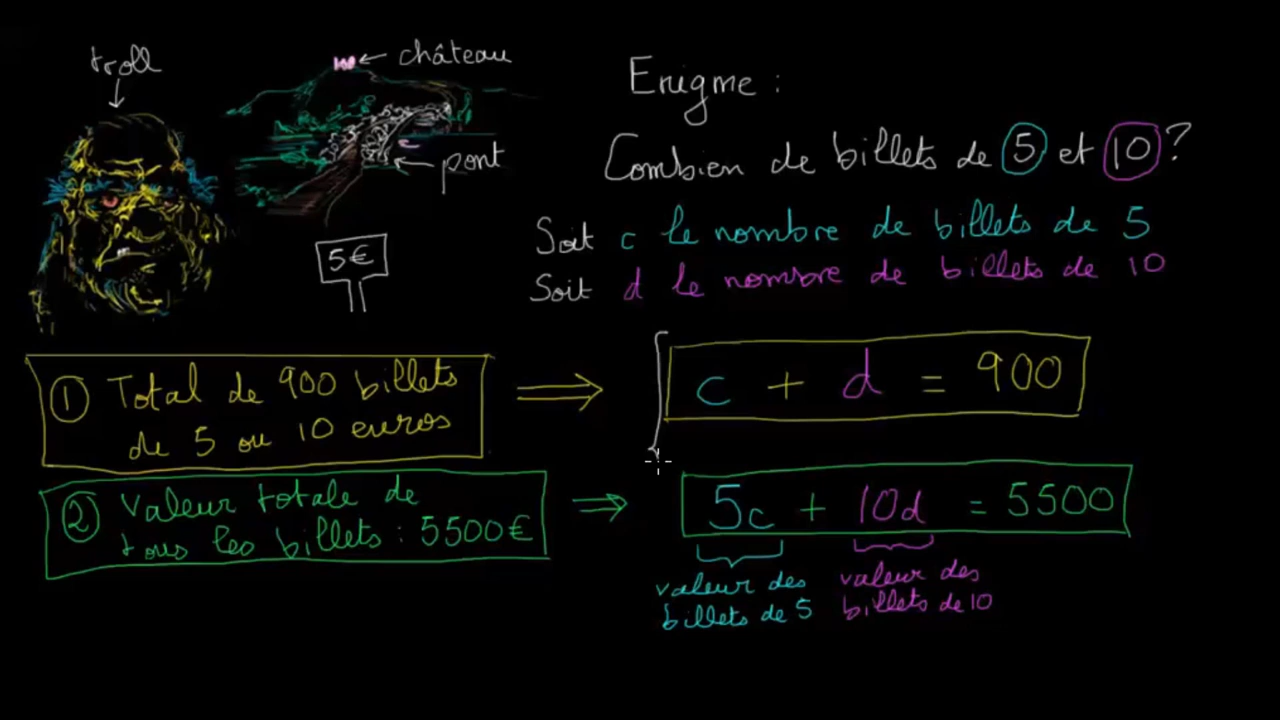 troll
château
pont
5€
Enigme :
Combien de billets de 5 et 10 ?
Soit c le nombre de billets de 5
Soit d le nombre de billets de 10
① Total de 900 billets
de 5 ou 10 euros
c + d = 900
② Valeur totale de
tous les billets : 5500€
5c + 10d = 5500
valeur des
billets de 5
valeur des
billets de 10